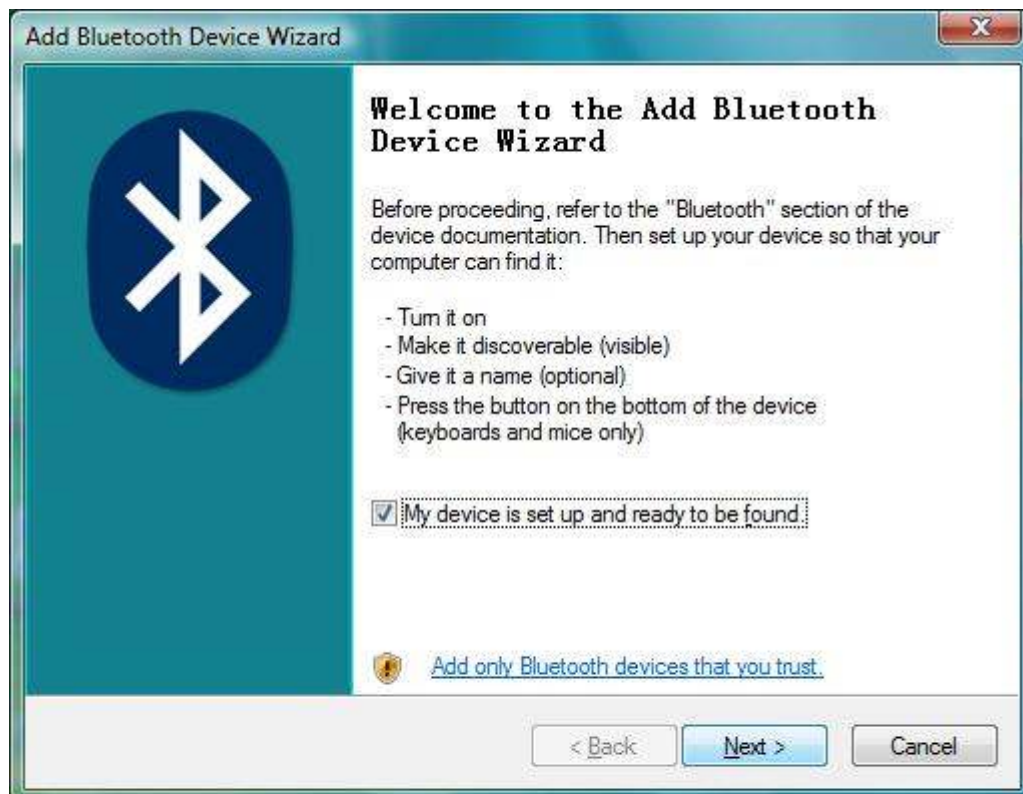 Add Bluetooth Device Wizard
Welcome to the Add Bluetooth
Device Wizard
Before proceeding, refer to the "Bluetooth" section of the
device documentation. Then set up your device so that your
computer can find it:
- Turn it on
- Make it discoverable (visible)
- Give it a name (optional)
- Press the button on the bottom of the device
(keyboards and mice only)
My device is set up and ready to be found.
Add only Bluetooth devices that you trust.
< Back Next > Cancel